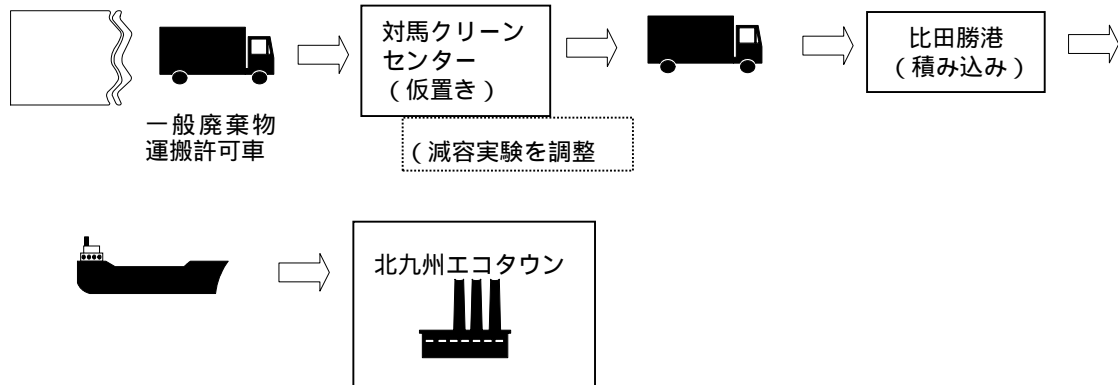 一般廃棄物
運搬許可車
対馬クリーン
センター
(仮置き)
(減容実験を調整
比田勝港
(積み込み)
北九州エコタウン